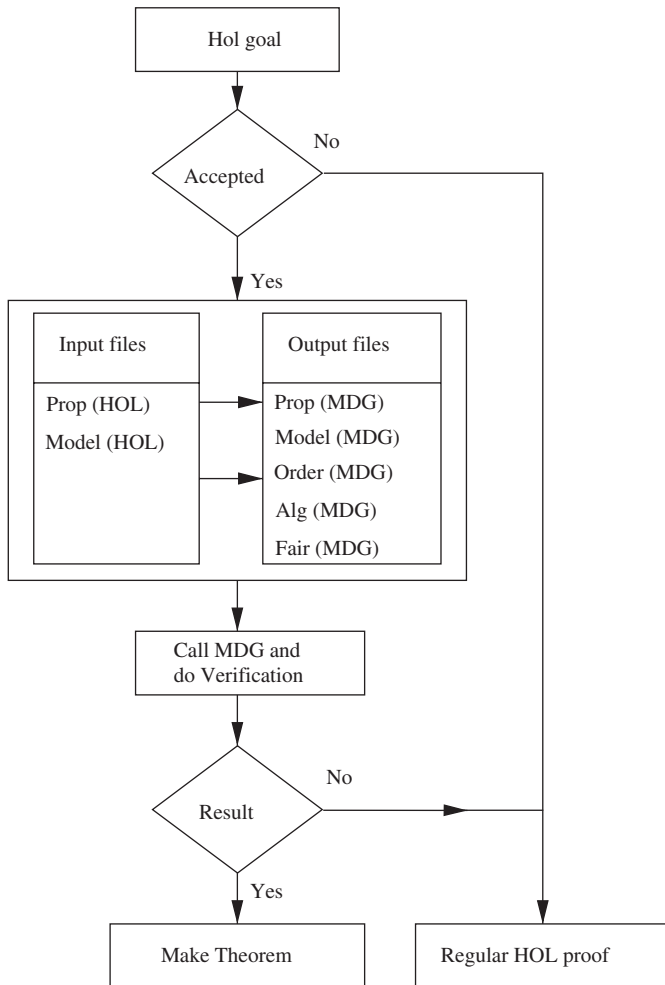 Hol goal
No
Accepted
Yes
Input files
Output files
Prop (HOL)
Prop (MDG)
Model (HOL)
Model (MDG)
Order (MDG)
Alg (MDG)
Fair (MDG)
Call MDG and
do Verification
No
Result
Yes
Make Theorem
Regular HOL proof